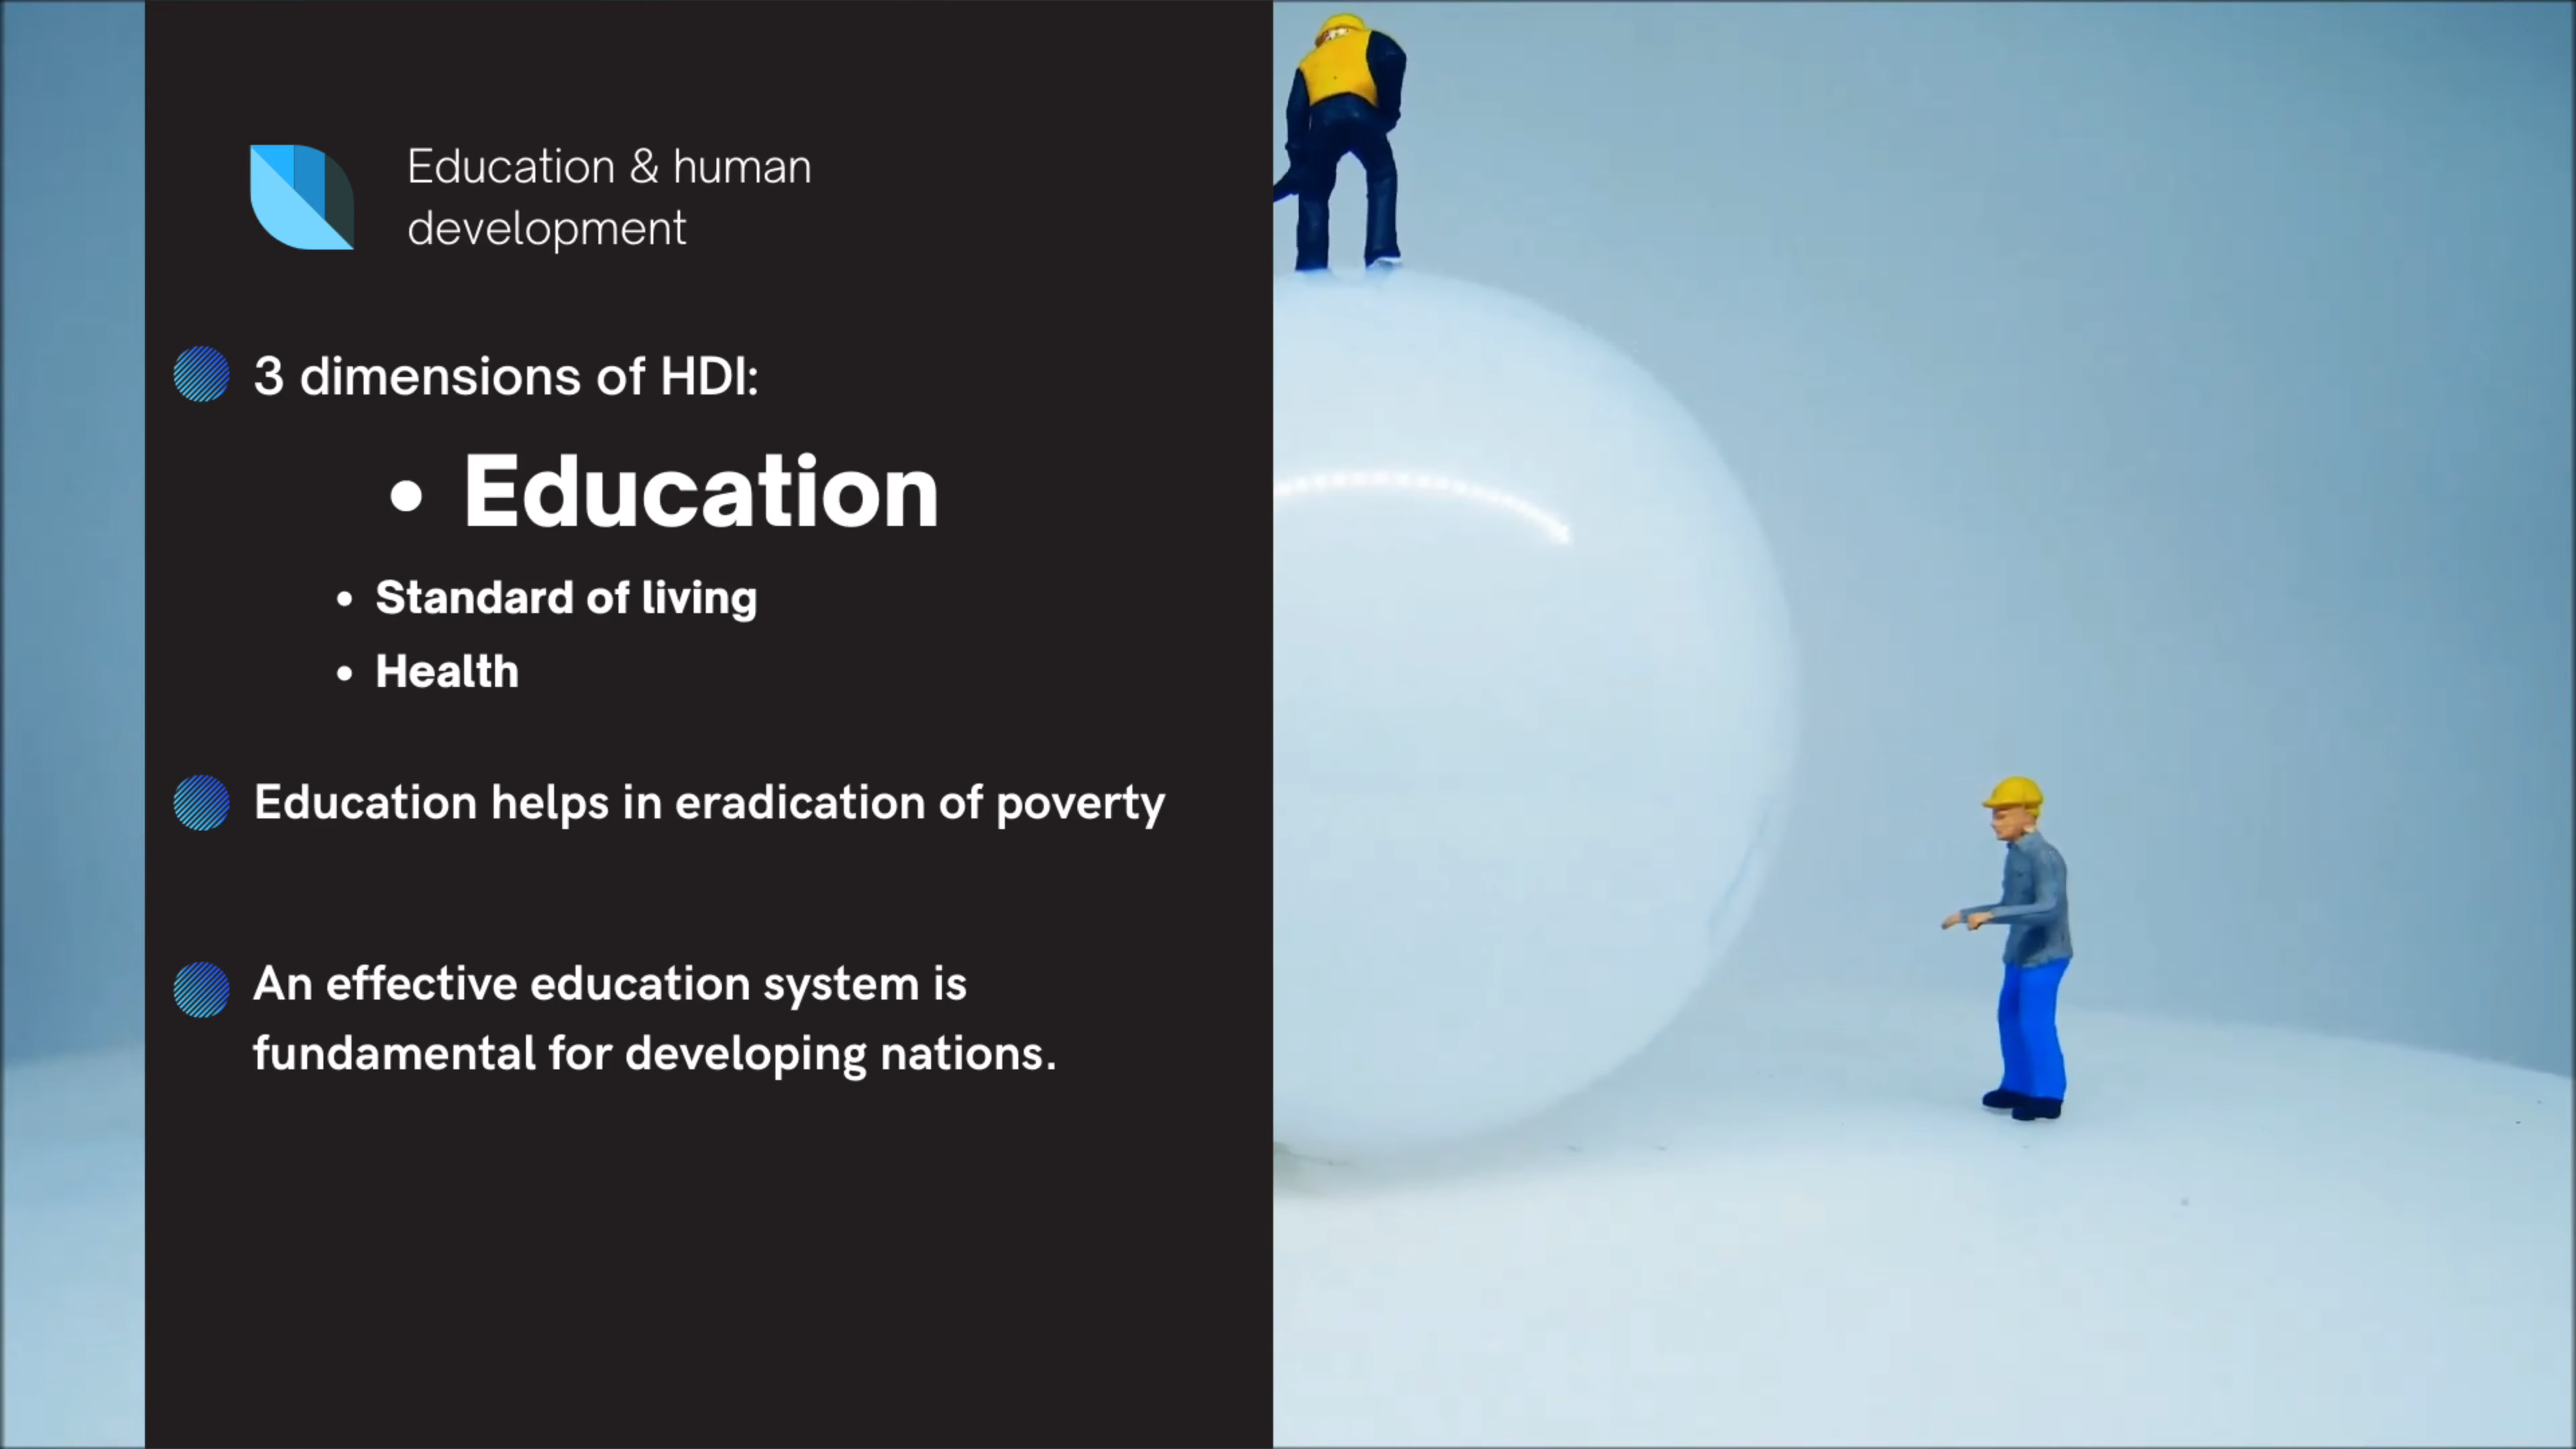 Education & human
development
3 dimensions of HDI:
• Education
• Standard of living
• Health
Education helps in eradication of poverty
An effective education system is
fundamental for developing nations.